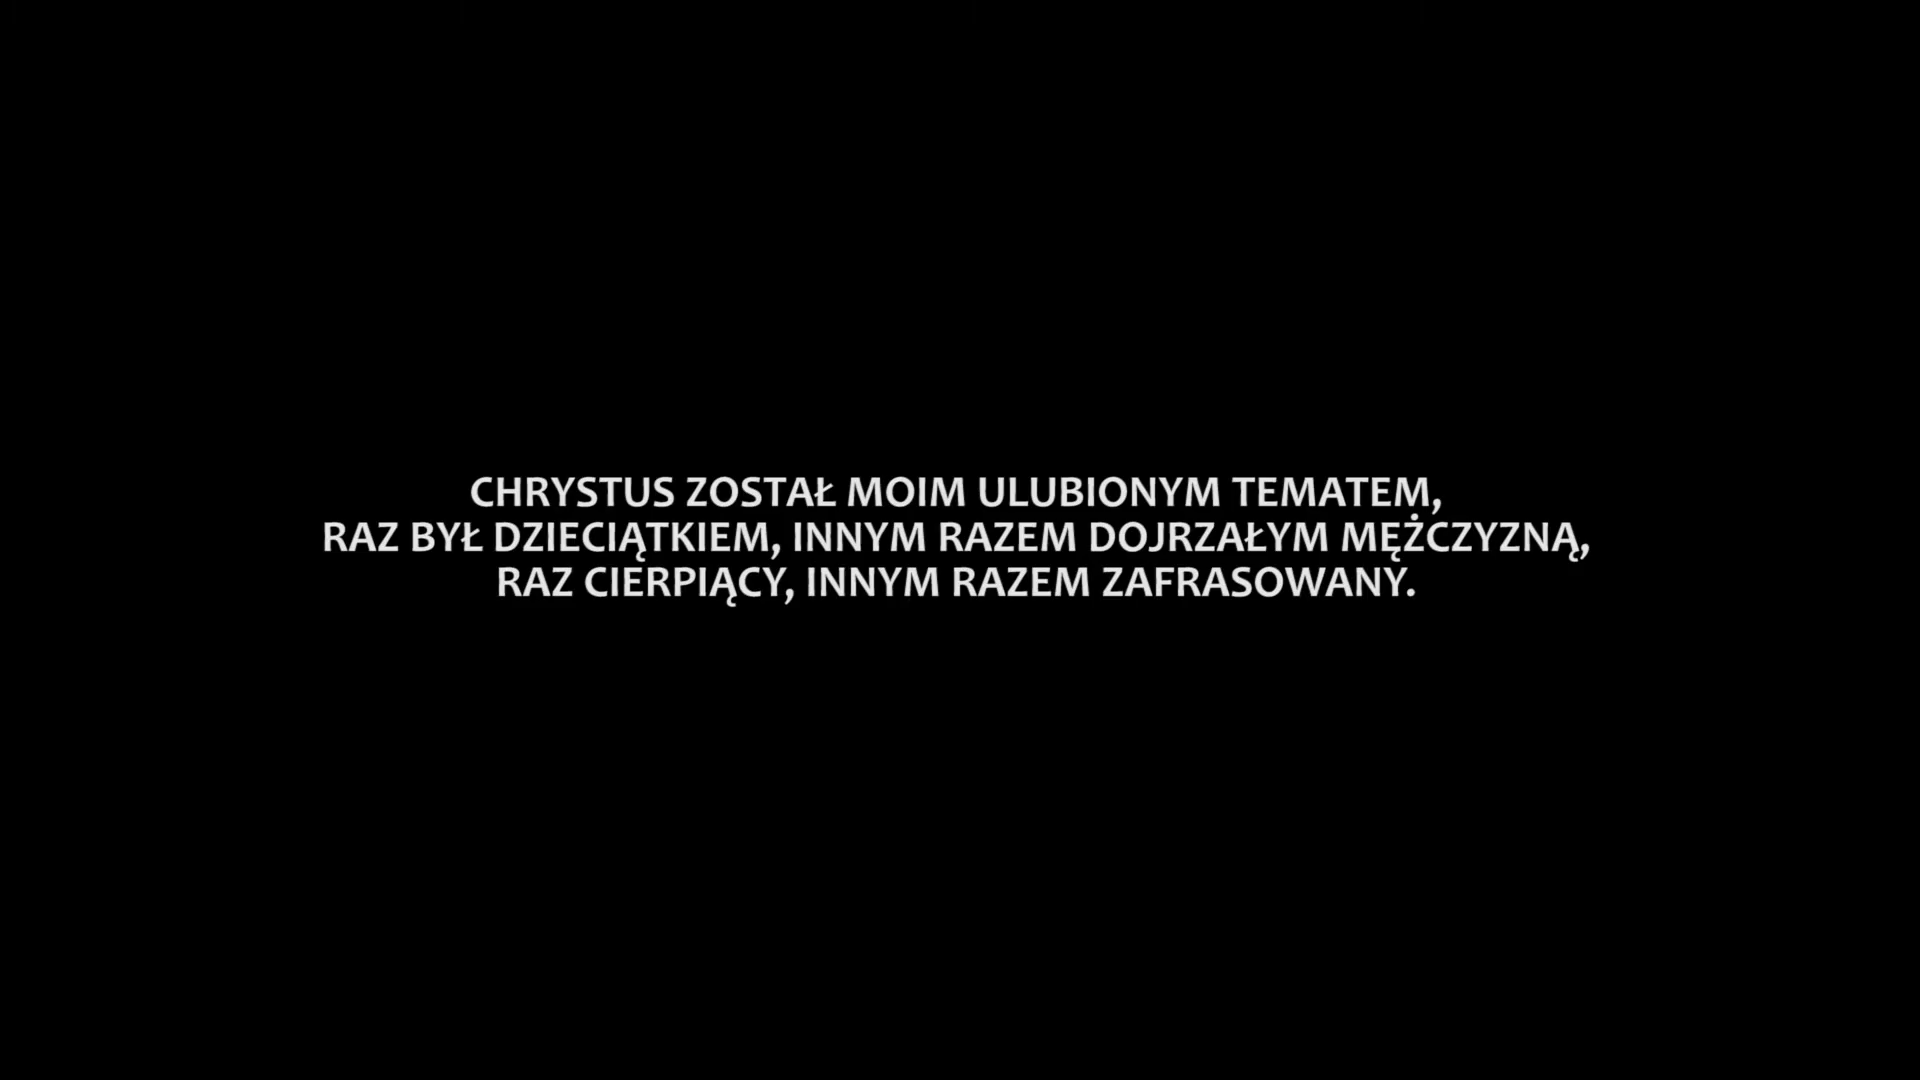 CHRYSTUS ZOSTAŁ MOIM ULUBIONYM TEMATEM,
RAZ BYŁ DZIECIĄTKIEM, INNYM RAZEM DOJRZAŁYM MĘŻCZYZNĄ,
RAZ CIERPIĄCY, INNYM RAZEM ZAFRASOWANY.